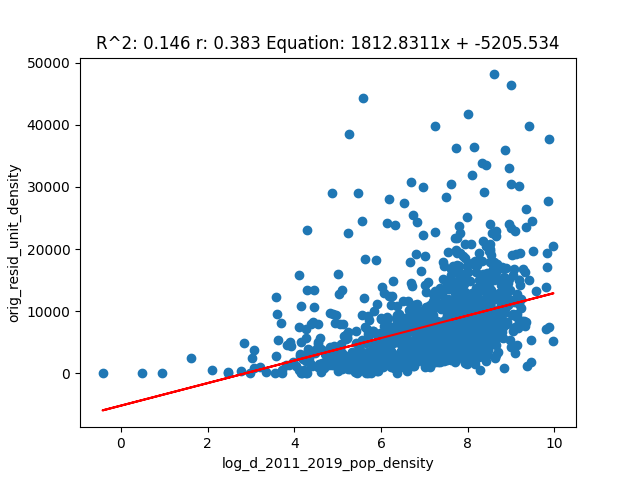 R^2: 0.146 r: 0.383 Equation: 1812.8311x + -5205.534
50000
40000
30000
20000
10000
0
orig_resid_unit_density
0 2 4 6 8 10
log_d_2011_2019_pop_density